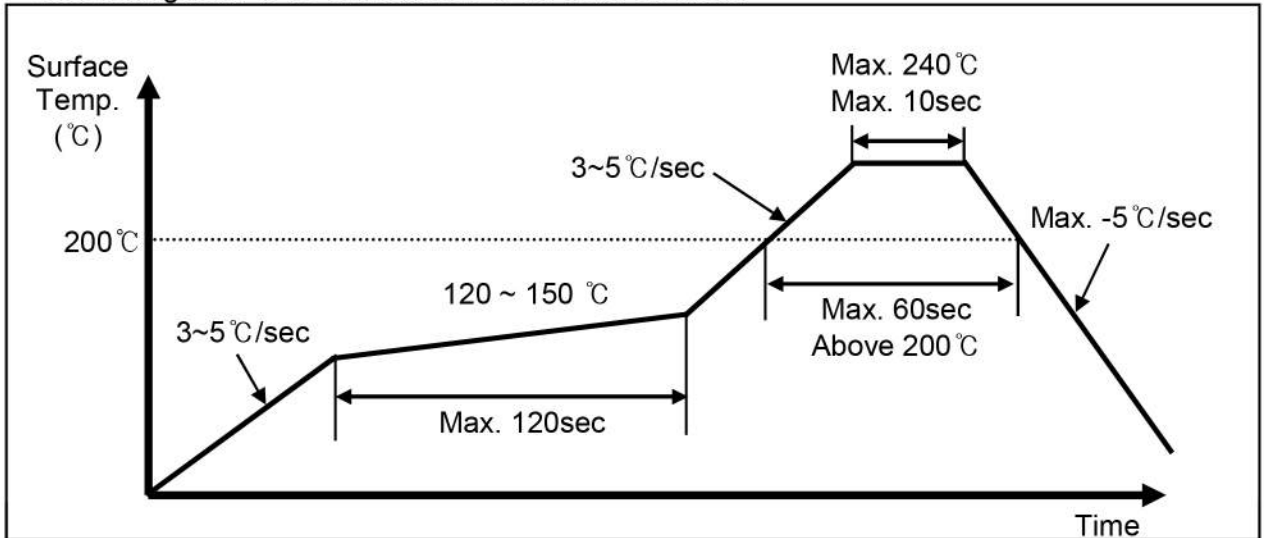 Surface
Temp.
(℃)
200℃
3~5℃/sec
120 ~ 150 ℃
Max. 120sec
3~5℃/sec
Max. 240℃
Max. 10sec
Max. 60sec
Above 200℃
Max. -5℃/sec
Time